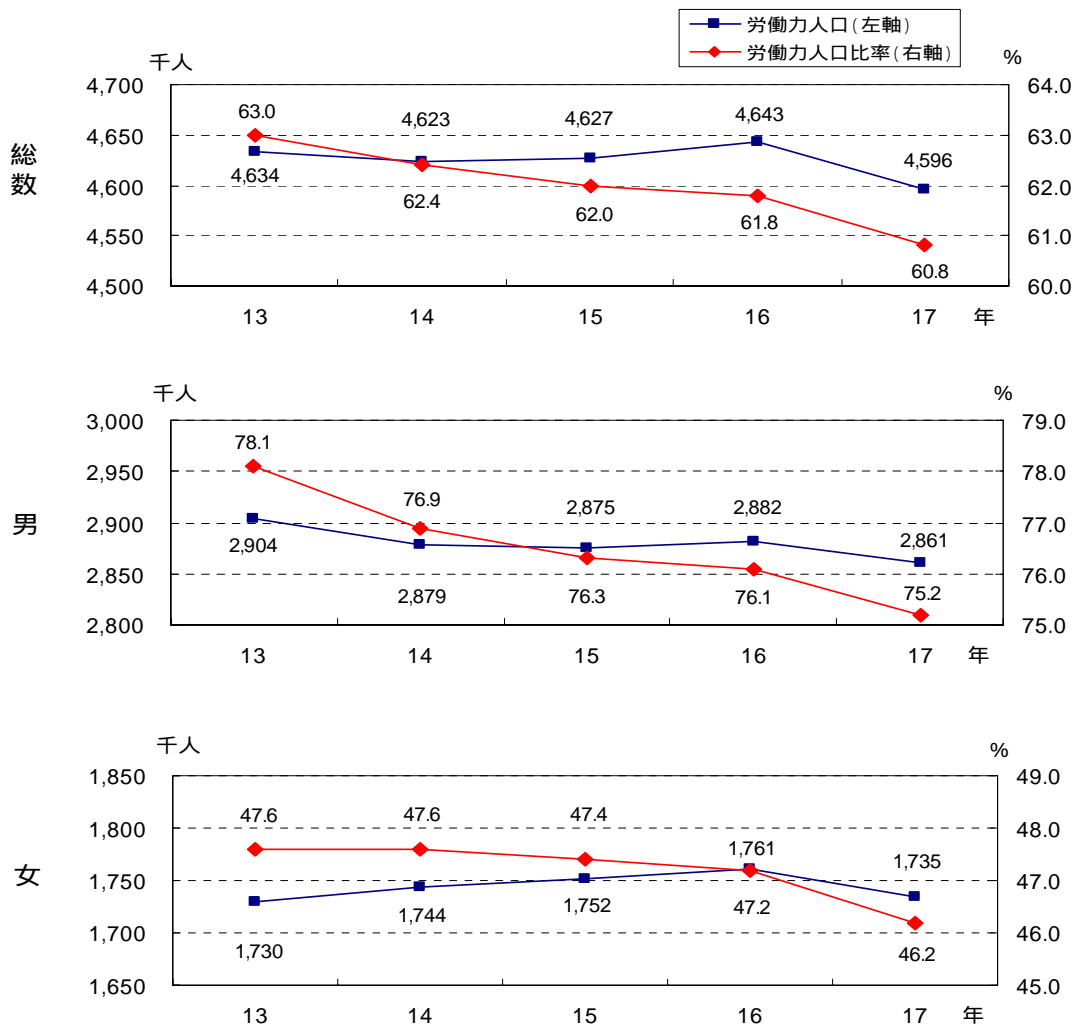 労働力人口(左軸)
労働力人口比率(右軸)
千人 %
総数
4,700 64.0
4,650 63.0
4,600 62.0
4,550 61.0
4,500 60.0
63.0 4,623 4,627 4,643 4,596
4,634 62.4 62.0 61.8 60.8
13 14 15 16 17 年
千人 %
男
3,000 79.0
2,950 78.0
2,900 77.0
2,850 76.0
2,800 75.0
78.1 76.9 2,875 2,882 2,861
2,904 2,879 76.3 76.1 75.2
13 14 15 16 17 年
千人 %
女
1,850 49.0
1,800 48.0
1,750 47.0
1,700 46.0
1,650 45.0
47.6 47.6 47.4 1,761 1,735
1,730 1,744 1,752 47.2 46.2
13 14 15 16 17 年